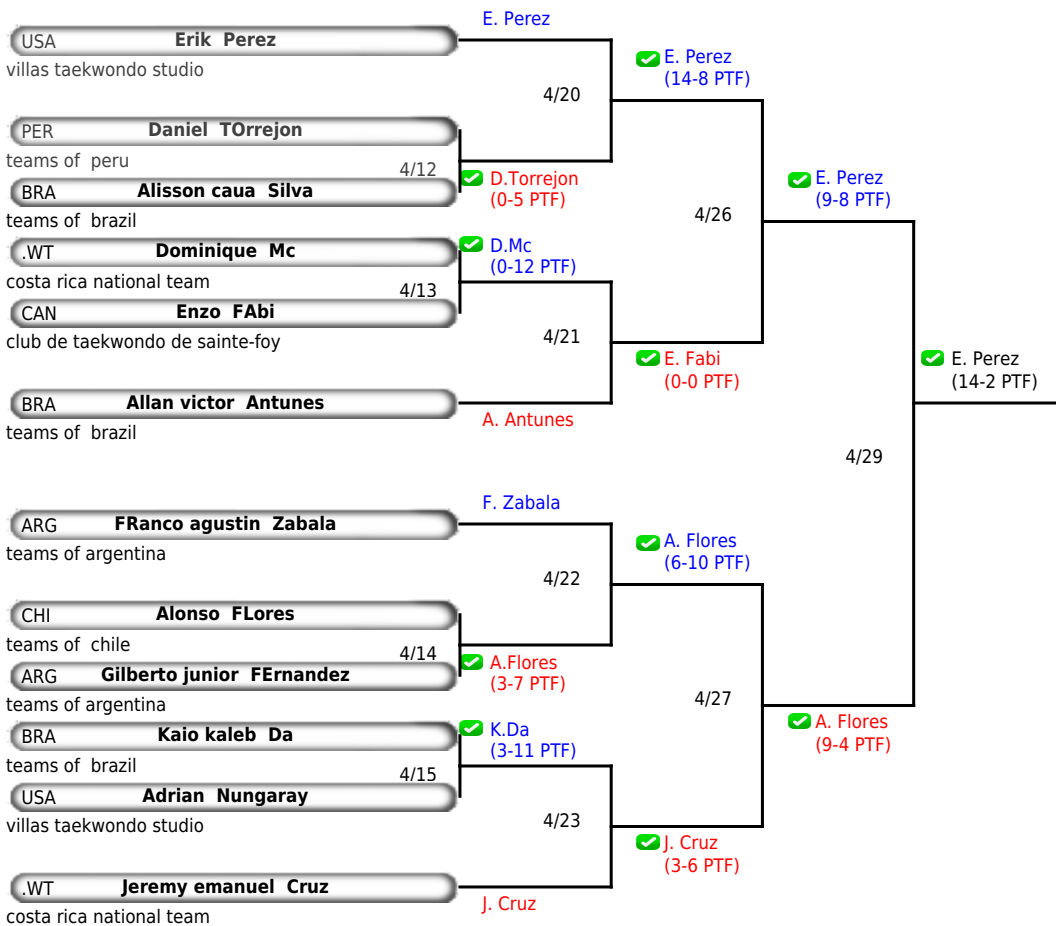 E. Perez
USA Erik Perez
villas taekwondo studio
E. Perez
(14-8 PTF)
4/20
PER Daniel TOrrejon
teams of peru
4/12
BRA Alisson caua Silva
D.Torrejon
(0-5 PTF)
E. Perez
(9-8 PTF)
teams of brazil
4/26
.WT Dominique Mc
D.Mc
(0-12 PTF)
costa rica national team
4/13
CAN Enzo FAbi
club de taekwondo de sainte-foy
4/21
E. Fabi
(0-0 PTF)
E. Perez
(14-2 PTF)
BRA Allan victor Antunes
A. Antunes
teams of brazil
4/29
F. Zabala
ARG FRanco agustin Zabala
teams of argentina
A. Flores
(6-10 PTF)
4/22
CHI Alonso FLores
teams of chile
4/14
ARG Gilberto junior FErnandez
A.Flores
(3-7 PTF)
teams of argentina
4/27
BRA Kaio kaleb Da
K.Da
(3-11 PTF)
A. Flores
(9-4 PTF)
teams of brazil
4/15
USA Adrian Nungaray
villas taekwondo studio
4/23
J. Cruz
(3-6 PTF)
.WT Jeremy emanuel Cruz
J. Cruz
costa rica national team